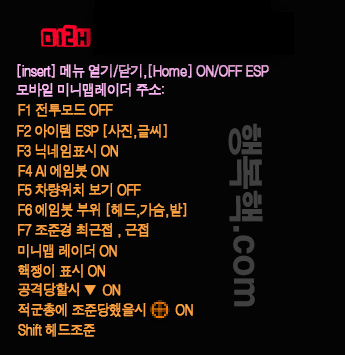 미2H
[insert] 메뉴 열기/닫기,[Home] ON/OFF ESP
모바일 미니맵레이더 주소:
F1 전투모드 OFF
F2 아이템 ESP [사진,글씨]
F3 닉네임표시 ON
F4 AI 에임봇 ON
F5 차량위치 보기 OFF
F6 에임봇 부위 [헤드,가슴,발]
F7 조준경 최근접 , 근접
미니맵 레이더 ON
핵쟁이 표시 ON
공격당할시 ▼ ON
적군총에 조준당했을시 ON
Shift 헤드조준
행복핵.com